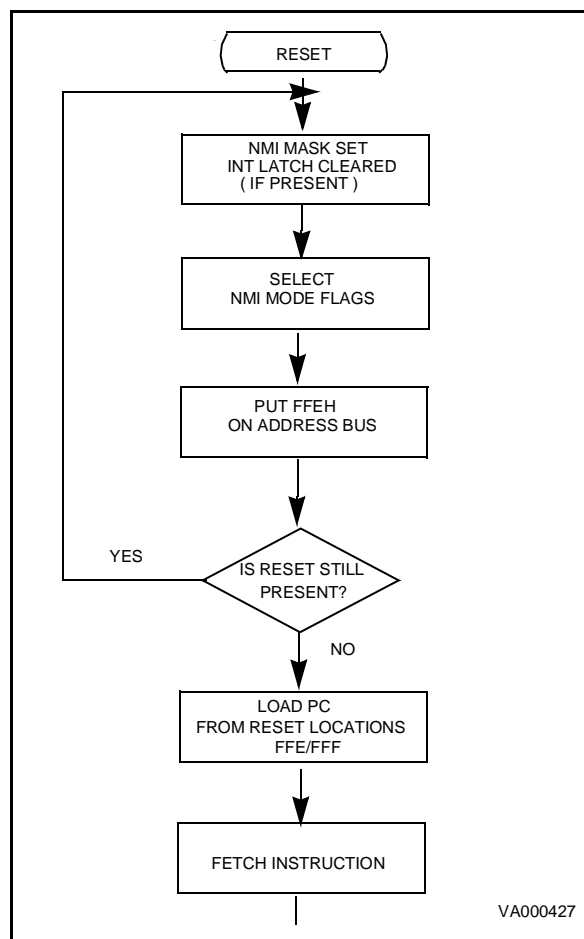 RESET
NMI MASK SET
INT LATCH CLEARED
( IF PRESENT )
SELECT
NMI MODE FLAGS
PUT FFEH
ON ADDRESS BUS
YES
IS RESET STILL
PRESENT?
NO
LOAD PC
FROM RESET LOCATIONS
FFE/FFF
FETCH INSTRUCTION
VA000427